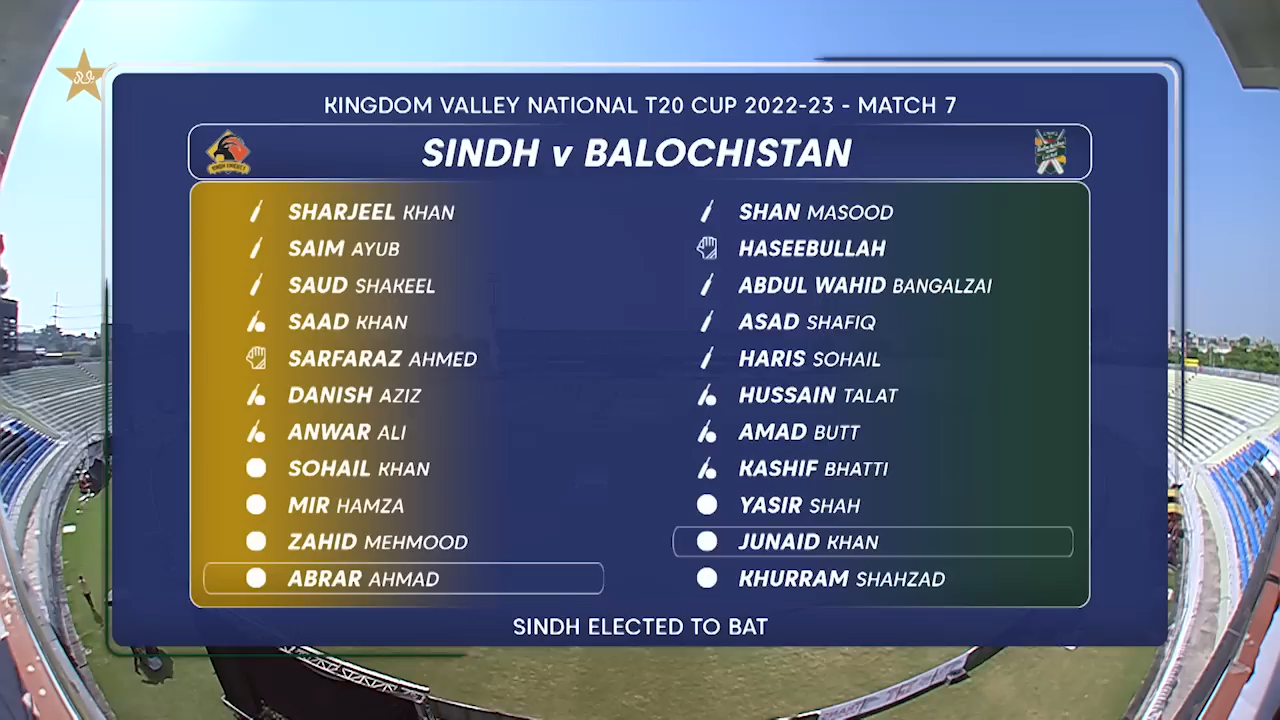 KINGDOM VALLEY NATIONAL T20 CUP 2022-23 - MATCH 7
SINDH v BALOCHISTAN
SHARJEEL KHAN
SAIM AYUB
SAUD SHAKEEL
SAAD KHAN
SARFARAZ AHMED
DANISH AZIZ
ANWAR ALI
SOHAIL KHAN
MIR HAMZA
ZAHID MEHMOOD
ABRAR AHMAD
SHAN MASOOD
HASEEBULLAH
ABDUL WAHID BANGALZAI
ASAD SHAFIQ
HARIS SOHAIL
HUSSAIN TALAT
AMAD BUTT
KASHIF BHATTI
YASIR SHAH
JUNAID KHAN
KHURRAM SHAHZAD
SINDH ELECTED TO BAT